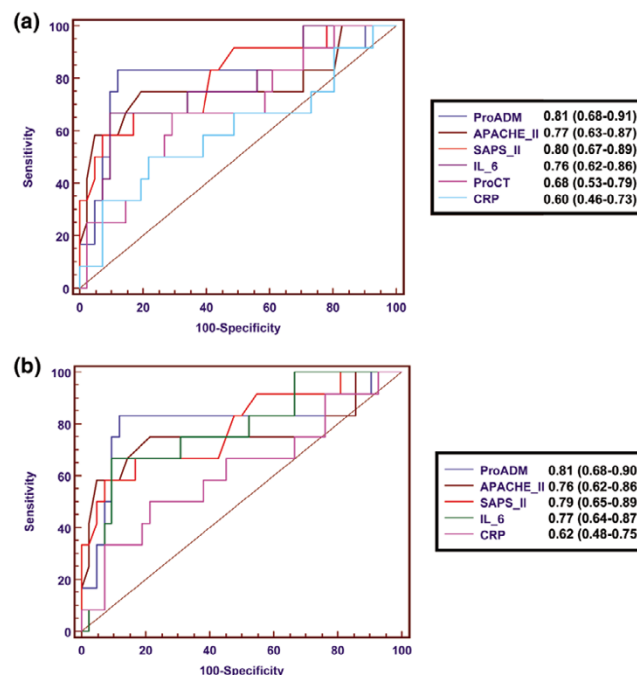 (a)
100
80
60
40
20
0
Sensitivity
0 20 40 60 80 100
100-Specificity
ProADM 0.81 (0.68-0.91)
APACHE_II 0.77 (0.63-0.87)
SAPS_II 0.80 (0.67-0.89)
IL_6 0.76 (0.62-0.86)
ProCT 0.68 (0.53-0.79)
CRP 0.60 (0.46-0.73)
(b)
100
80
60
40
20
0
Sensitivity
0 20 40 60 80 100
100-Specificity
ProADM 0.81 (0.68-0.90
APACHE_II 0.76 (0.62-0.86
SAPS_II 0.79 (0.65-0.89
IL_6 0.77 (0.64-0.87
CRP 0.62 (0.48-0.75